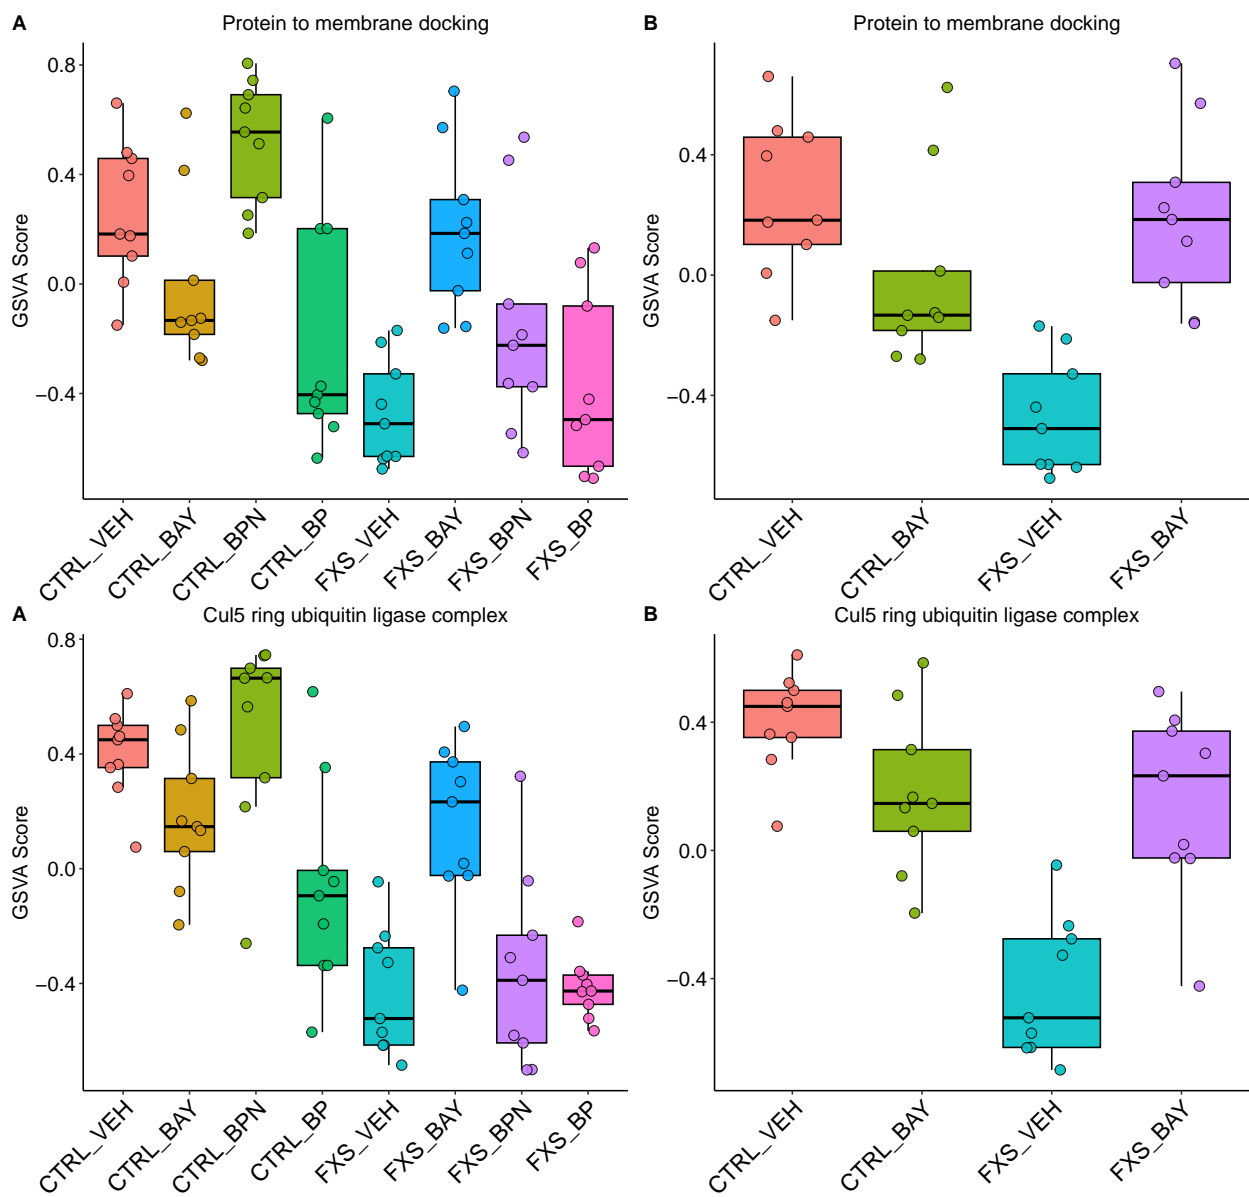 A
Protein to membrane docking
GSVA Score
0.8
0.4
0.0
−0.4
CTRL_VEH
CTRL_BAY
CTRL_BPN
CTRL_BP
FXS_VEH
FXS_BAY
FXS_BPN
FXS_BP
B
Protein to membrane docking
GSVA Score
0.4
0.0
−0.4
CTRL_VEH
CTRL_BAY
FXS_VEH
FXS_BAY
A
Cul5 ring ubiquitin ligase complex
GSVA Score
0.8
0.4
0.0
−0.4
CTRL_VEH
CTRL_BAY
CTRL_BPN
CTRL_BP
FXS_VEH
FXS_BAY
FXS_BPN
FXS_BP
B
Cul5 ring ubiquitin ligase complex
GSVA Score
0.4
0.0
−0.4
CTRL_VEH
CTRL_BAY
FXS_VEH
FXS_BAY